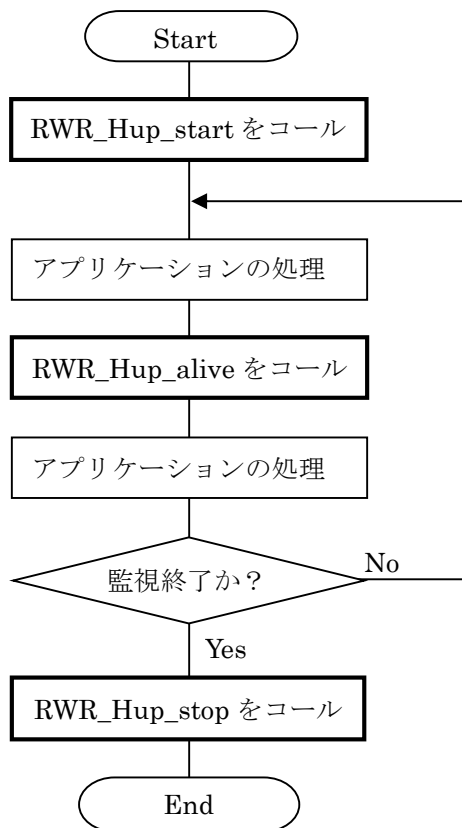 Start
RWR_Hup_start をコール
アプリケーションの処理
RWR_Hup_alive をコール
アプリケーションの処理
監視終了か？
No
Yes
RWR_Hup_stop をコール
End